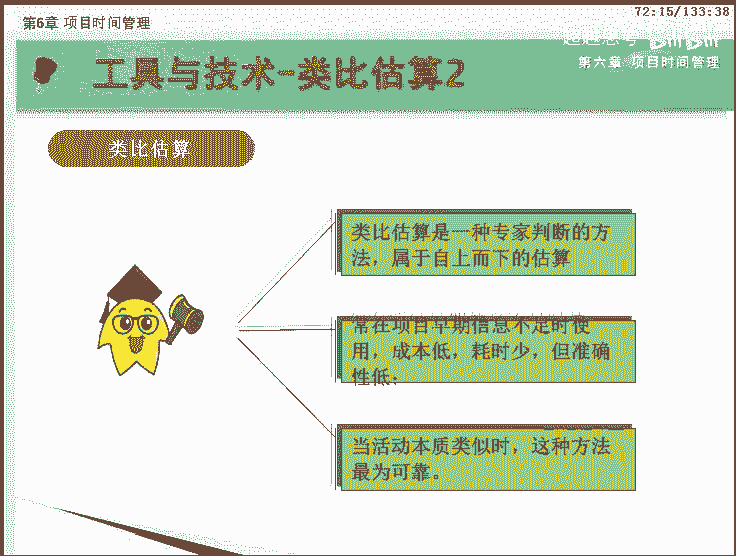 第6章 项目时间管理
72:15/133:38
bilibili
工具与技术-类比估算2
第六章 项目时间管理
类比估算
类比估算是一种专家判断的方
法，属于自上而下的估算
常在项目早期信息不足时使
用，成本低，耗时少，但准确
性低；
当活动本质类似时，这种方法
最为可靠。